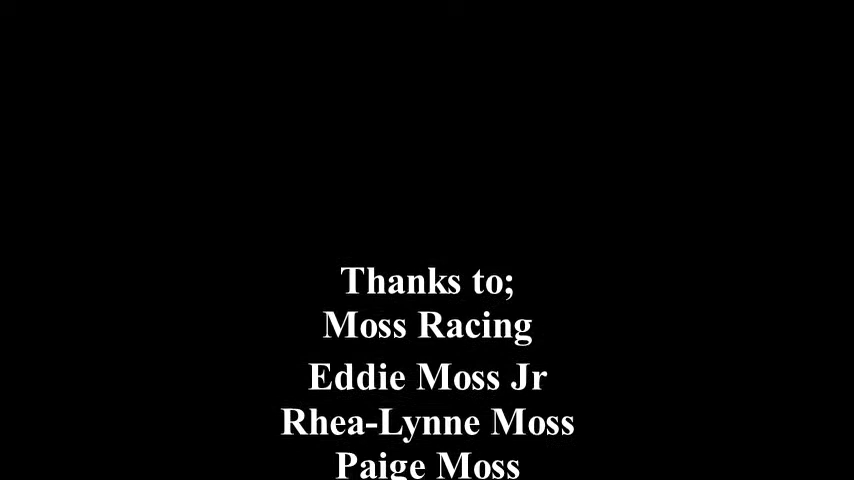 Thanks to;
Moss Racing
Eddie Moss Jr
Rhea-Lynne Moss
Paige Moss